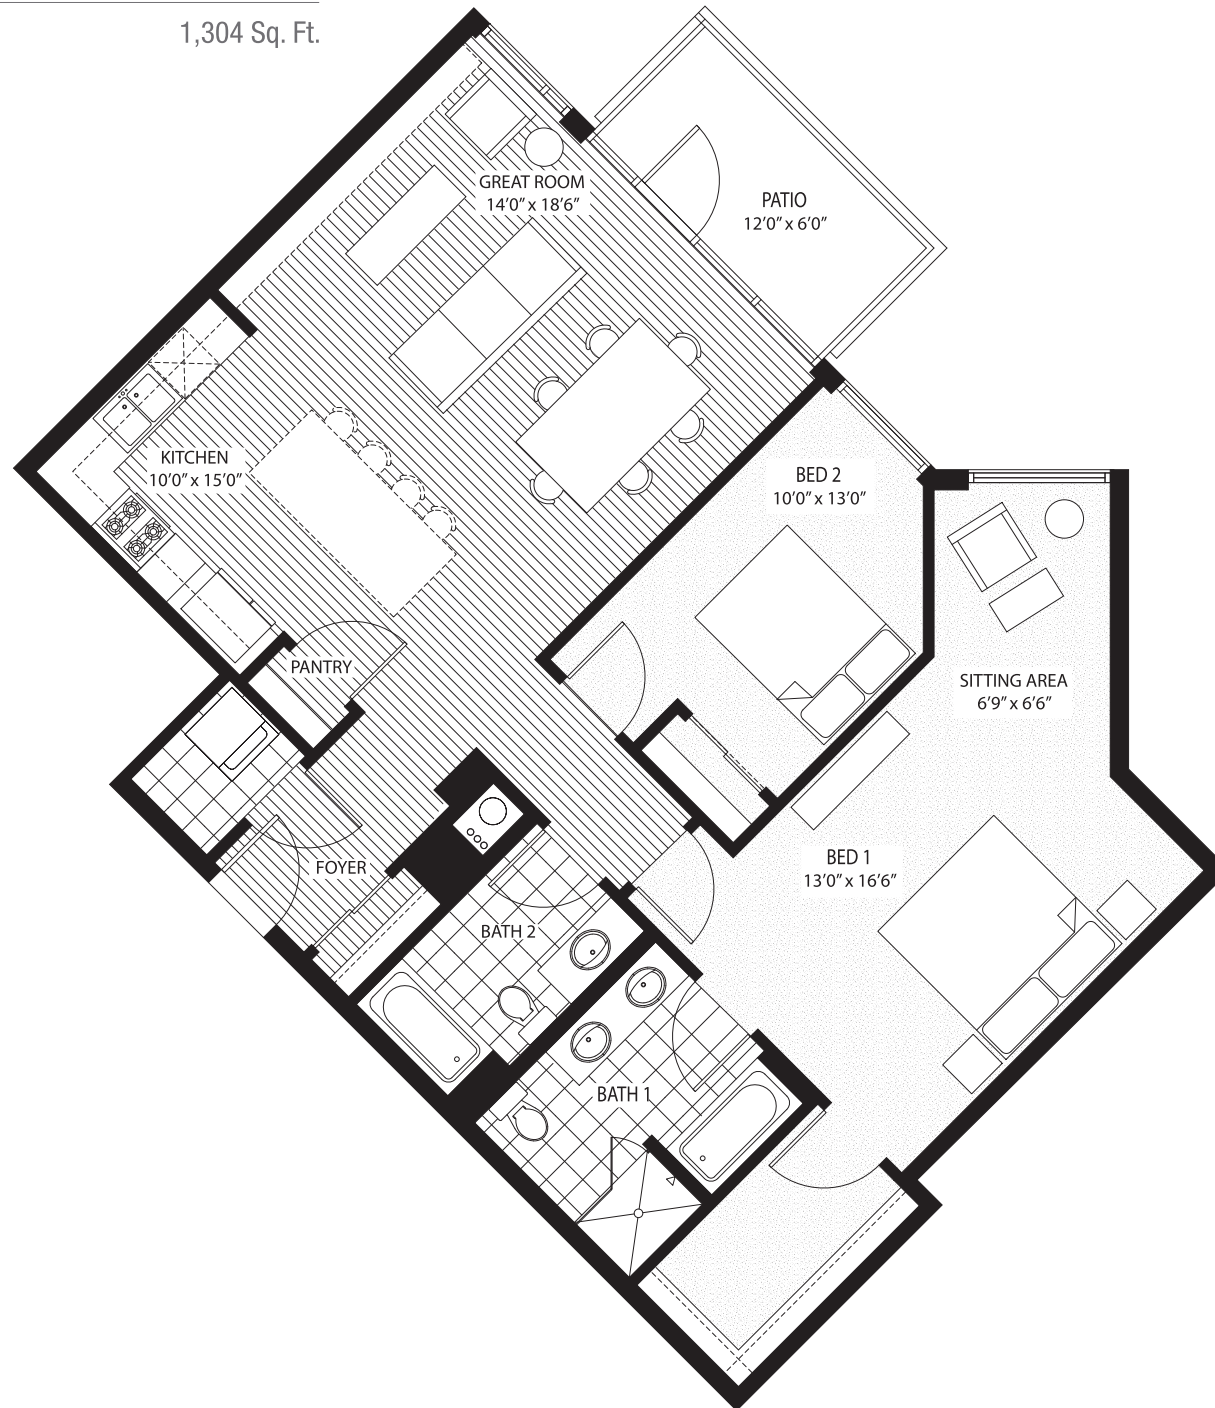 1,304 Sq. Ft.
GREAT ROOM
14’0” x 18’6”
PATIO
12’0” x 6’0”
KITCHEN
10’0” x 15’0”
BED 2
10’0” x 13’0”
PANTRY
SITTING AREA
6’9” x 6’6”
FOYER
BED 1
13’0” x 16’6”
BATH 2
BATH 1